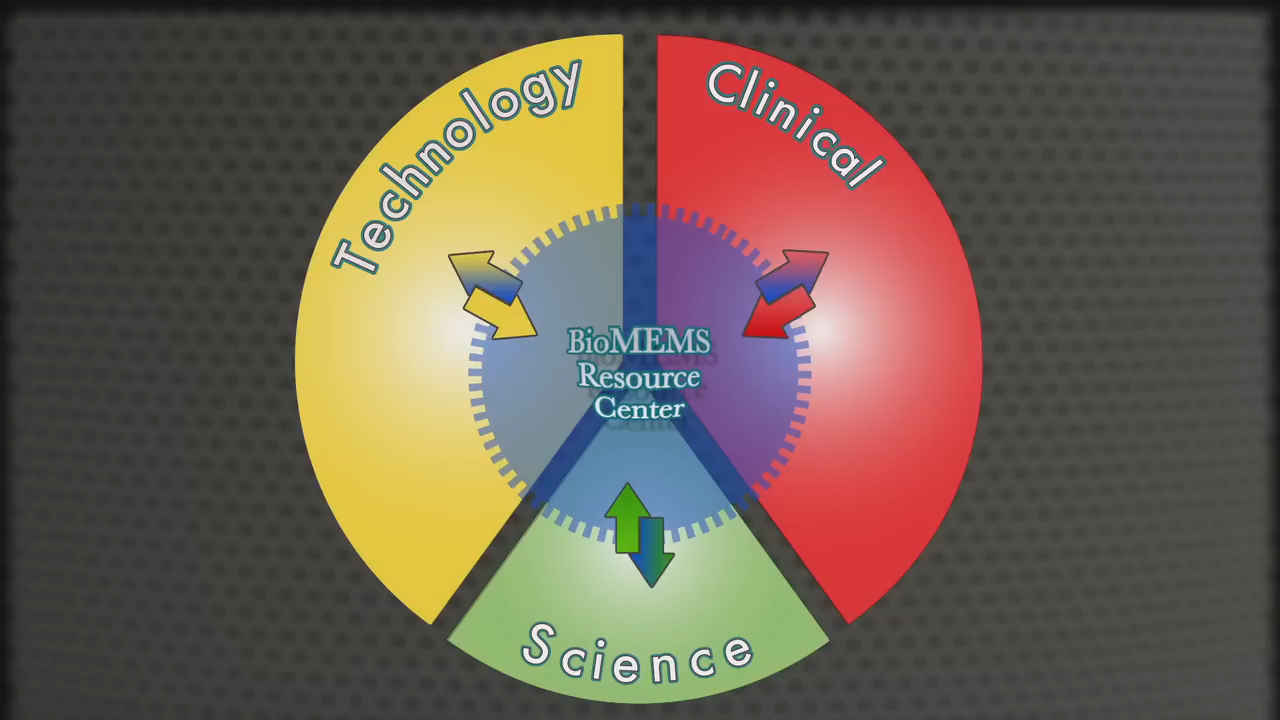 Technology
Clinical
BioMEMS
Resource
Center
Science